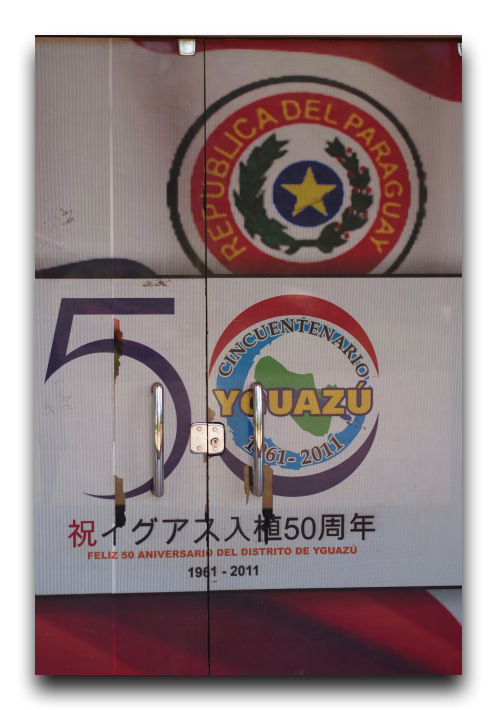 REPÚBLICA DEL PARAGUAY
50
CINCUENTENARIO
YGUAZÚ
1961-2011
祝イグアス入植50周年
FELIZ 50 ANIVERSARIO DEL DISTRITO DE YGUAZÚ
1961 - 2011